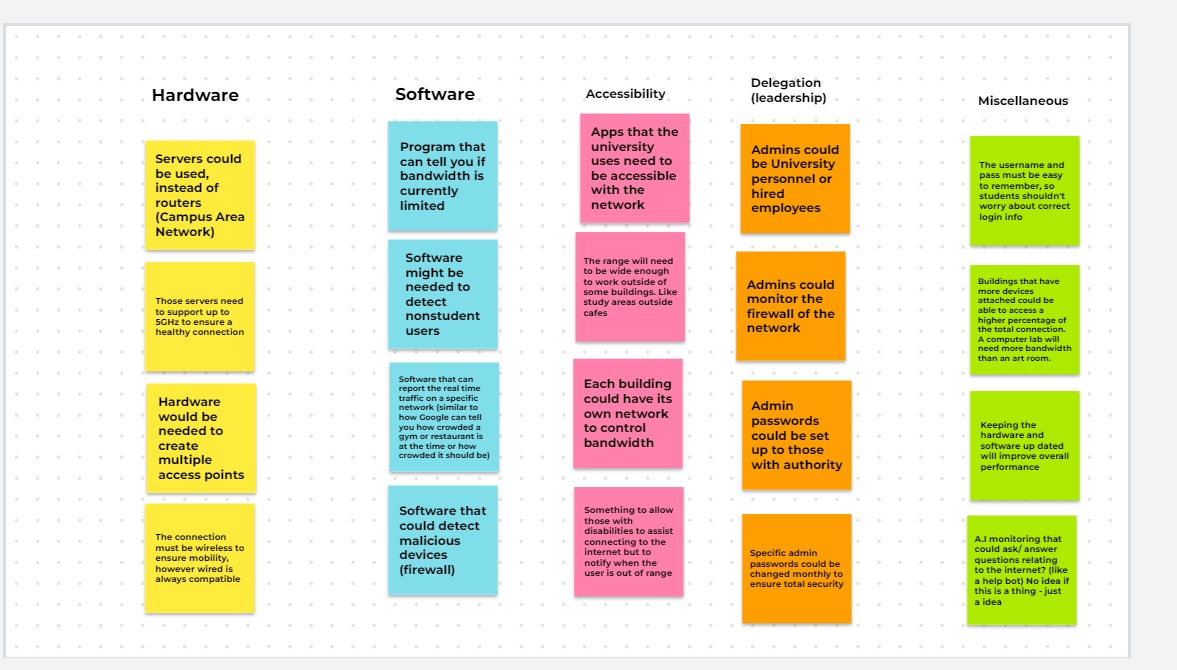 Hardware
Servers could
be used,
instead of
routers
(Campus Area
Network)
Those servers need
to support up to
5GHz to ensure a
healthy connection
Hardware
would be
needed to
create
multiple
access points
The connection
must be wireless to
ensure mobility,
however wired is
always compatible
Software
Program that
can tell you if
bandwidth is
currently
limited
Software
might be
needed to
detect
nonstudent
users
Software that can
report the real time
traffic on a specific
network (similar to
how Google can tell
you how crowded a
gym or restaurant is
at the time or how
crowded it should be)
Software that
could detect
malicious
devices
(firewall)
Accessibility
Apps that the
university
uses need to
be accessible
with the
network
The range will need
to be wide enough
to work outside of
some buildings. Like
study areas outside
cafes
Each building
could have its
own network
to control
bandwidth
Something to allow
those with
disabilities to assist
connecting to the
internet but to
notify when the
user is out of range
Delegation
(leadership)
Admins could
be University
personnel or
hired
employees
Admins could
monitor the
firewall of the
network
Admin
passwords
could be set
up to those
with authority
Specific admin
passwords could be
changed monthly to
ensure total security
Miscellaneous
The username and
pass must be easy
to remember, so
students shouldn't
worry about correct
login info
Buildings that have
more devices
attached could be
able to access a
higher percentage of
the total connection.
A computer lab will
need more bandwidth
than an art room.
Keeping the
hardware and
software up dated
will improve overall
performance
A.I monitoring that
could ask/ answer
questions relating
to the internet? (like
a help bot) No idea if
this is a thing - just
a idea